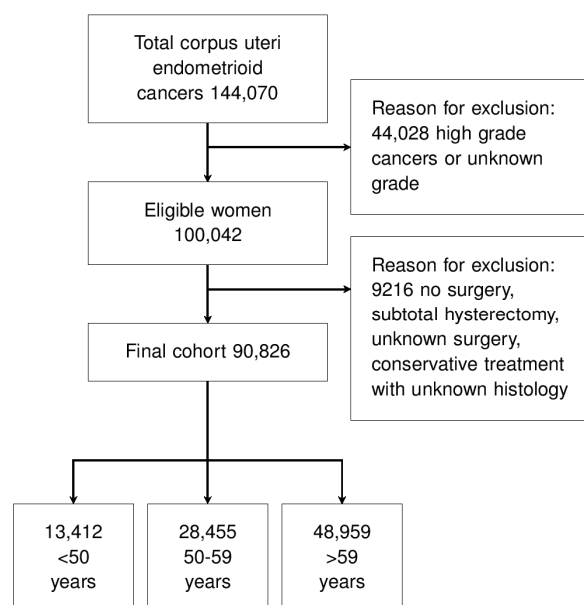 Total corpus uteri
endometrioid
cancers 144,070
Reason for exclusion:
44,028 high grade
cancers or unknown
grade
Eligible women
100,042
Reason for exclusion:
9216 no surgery,
subtotal hysterectomy,
unknown surgery,
conservative treatment
with unknown histology
Final cohort 90,826
13,412
<50
years
28,455
50-59
years
48,959
>59
years